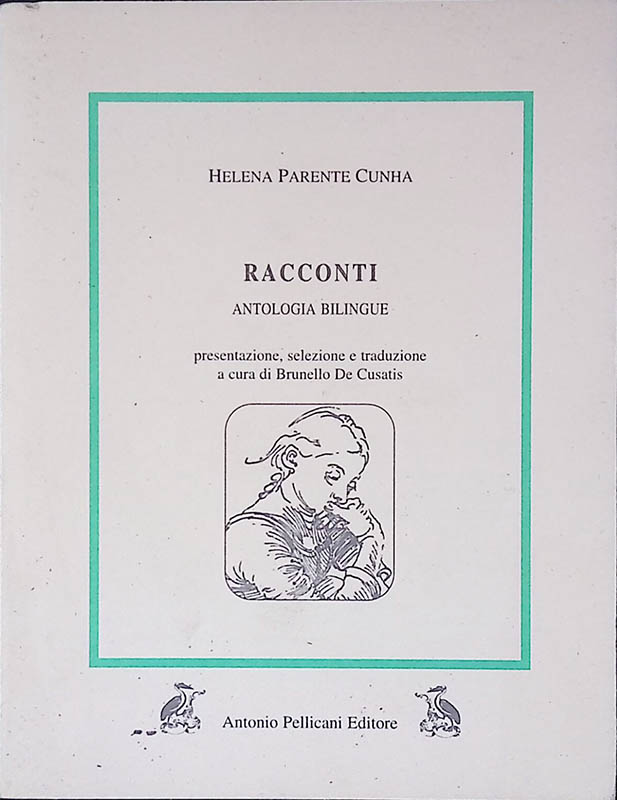 HELENA PARENTE CUNHA
RACCONTI
ANTOLOGIA BILINGUE
presentazione, selezione e traduzione
a cura di Brunello De Cusatis
Antonio Pellicani Editore